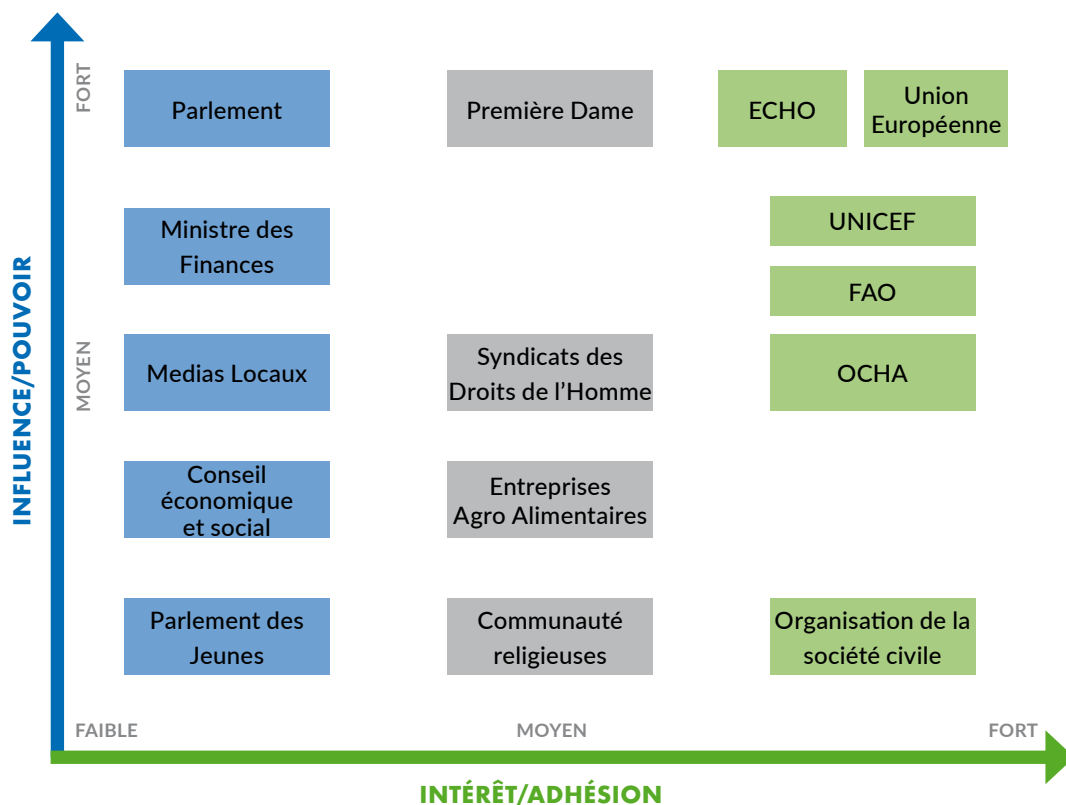 INFLUENCE/POUVOIR
FORT
Parlement
Première Dame
ECHO
Union
Européenne
Ministre des
Finances
UNICEF
FAO
MOYEN
Medias Locaux
Syndicats des
Droits de l’Homme
OCHA
Conseil
économique
et social
Entreprises
Agro Alimentaires
Parlement des
Jeunes
Communauté
religieuses
Organisation de la
société civile
FAIBLE
MOYEN
FORT
INTÉRÊT/ADHÉSION